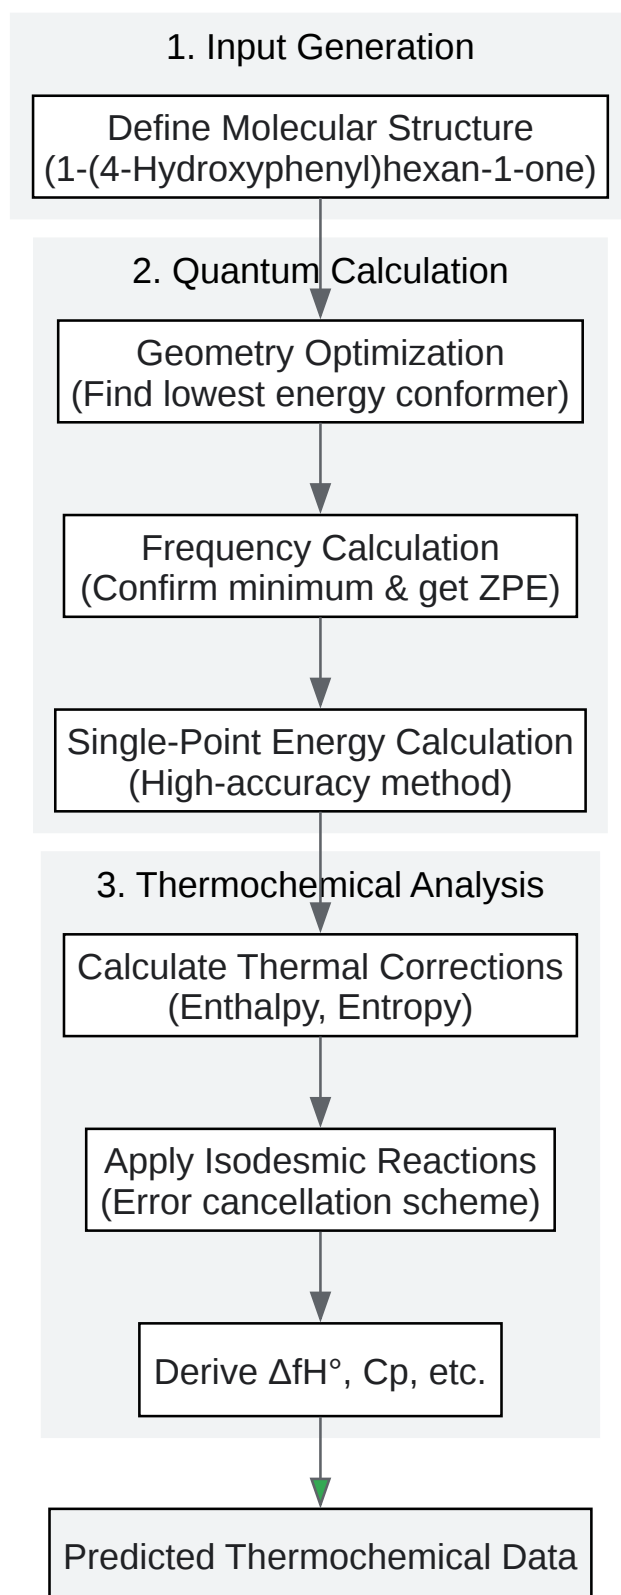 1. Input Generation
Define Molecular Structure
(1-(4-Hydroxyphenyl)hexan-1-one)
2. Quantum Calculation
Geometry Optimization
(Find lowest energy conformer)
Frequency Calculation
(Confirm minimum & get ZPE)
Single-Point Energy Calculation
(High-accuracy method)
3. Thermochemical Analysis
Calculate Thermal Corrections
(Enthalpy, Entropy)
Apply Isodesmic Reactions
(Error cancellation scheme)
Derive ΔfH°, Cp, etc.
Predicted Thermochemical Data